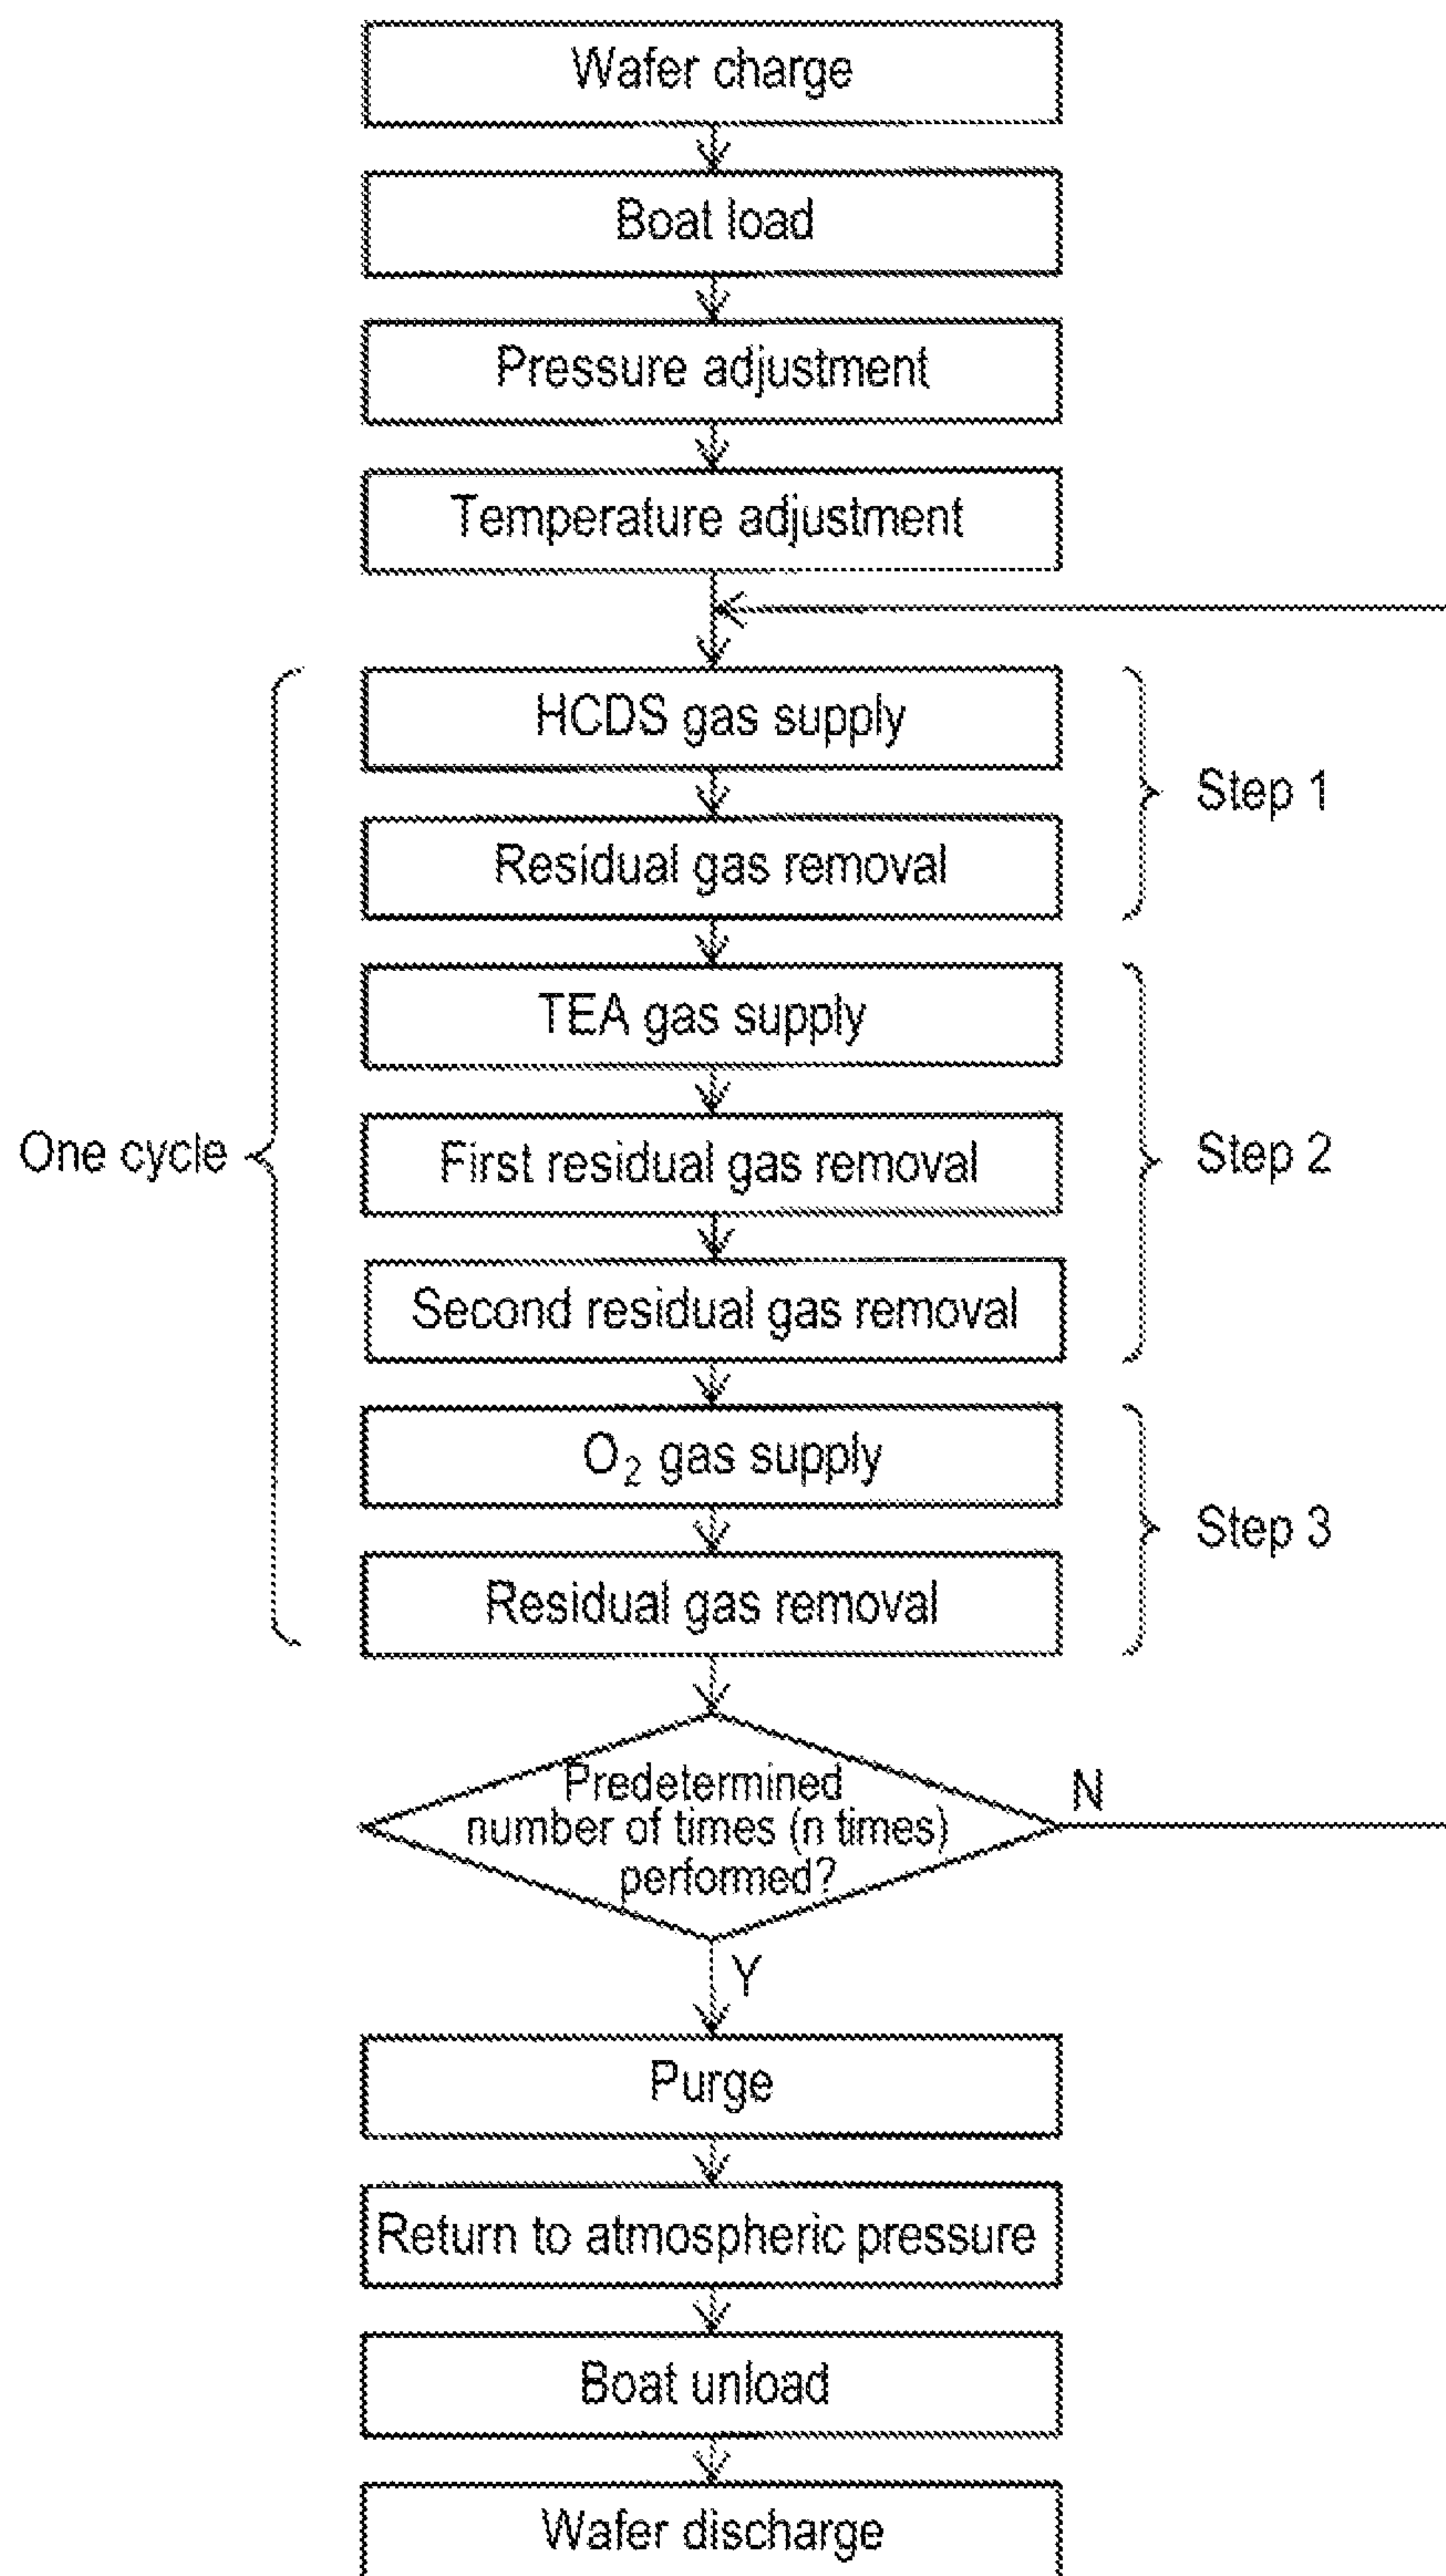 Wafer charge
Boat load
Pressure adjustment
Temperature adjustment
HCDS gas supply
Step 1
Residual gas removal
TEA gas supply
One cycle
First residual gas removal
Step 2
Second residual gas removal
O₂ gas supply
Step 3
Residual gas removal
Predetermined
number of times (n times)
performed?
N
Y
Purge
Return to atmospheric pressure
Boat unload
Wafer discharge